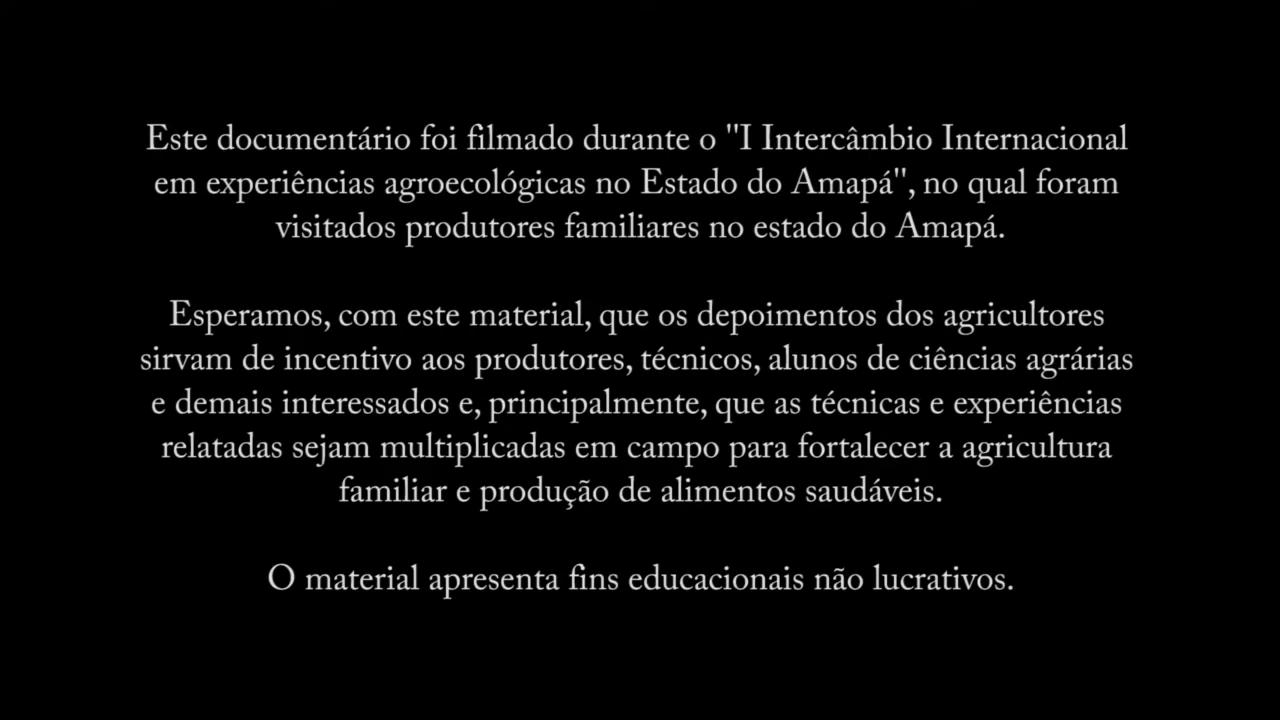 Este documentário foi filmado durante o "I Intercâmbio Internacional
em experiências agroecológicas no Estado do Amapá", no qual foram
visitados produtores familiares no estado do Amapá.
Esperamos, com este material, que os depoimentos dos agricultores
sirvam de incentivo aos produtores, técnicos, alunos de ciências agrárias
e demais interessados e, principalmente, que as técnicas e experiências
relatadas sejam multiplicadas em campo para fortalecer a agricultura
familiar e produção de alimentos saudáveis.
O material apresenta fins educacionais não lucrativos.